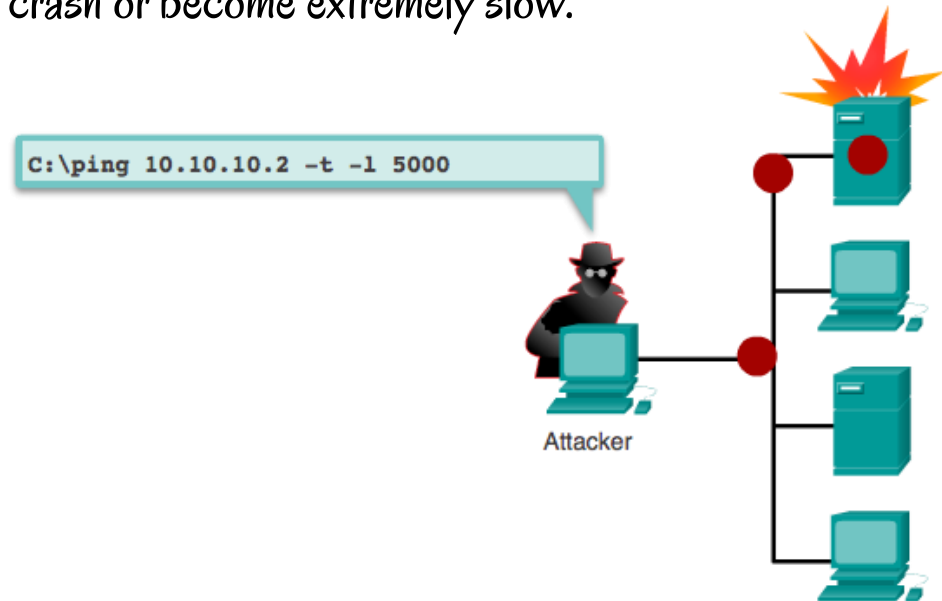 crash or become extremely slow.
C:\ping 10.10.10.2 -t -l 5000
Attacker